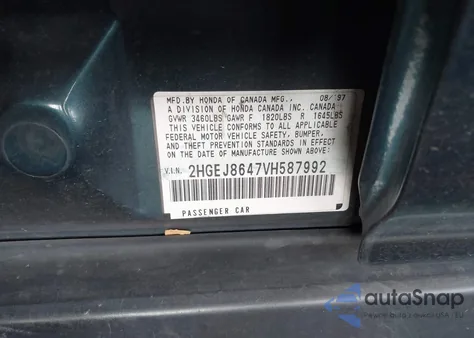 MFD.BY HONDA OF CANADA MFG., 08/'97
A DIVISION OF HONDA CANADA INC. CANADA
GVWR 3460LBS GAWR F 1820LBS R 1645LBS
THIS VEHICLE CONFORMS TO ALL APPLICABLE
FEDERAL MOTOR VEHICLE SAFETY, BUMPER,
AND THEFT PREVENTION STANDARDS IN EFFECT
ON THE DATE OF MANUFACTURE SHOWN ABOVE.
V.I.N. 2HGEJ8647VH587992
PASSENGER CAR
autoSnap